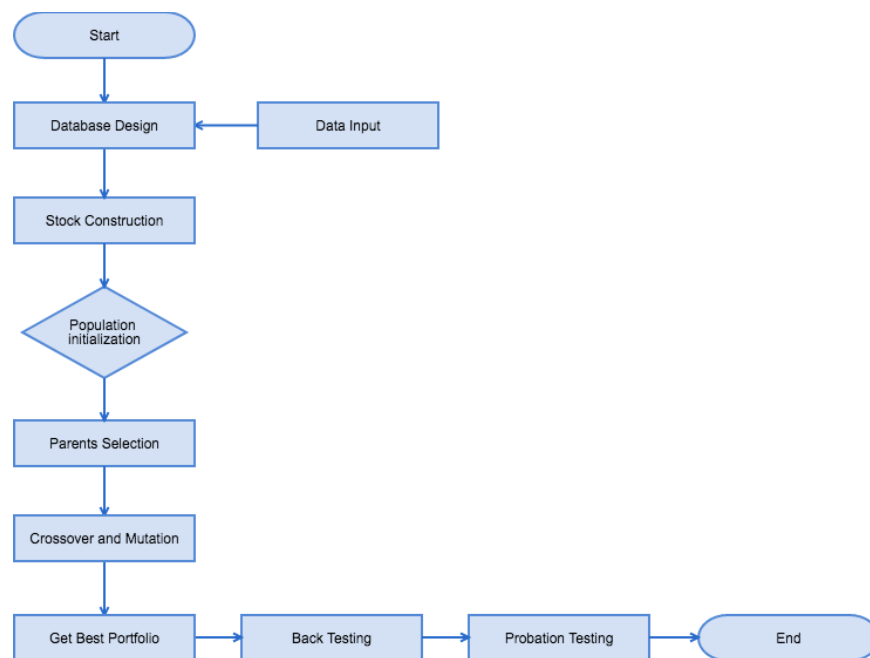 Start
Database Design
Data Input
Stock Construction
Population
initialization
Parents Selection
Crossover and Mutation
Get Best Portfolio
Back Testing
Probation Testing
End